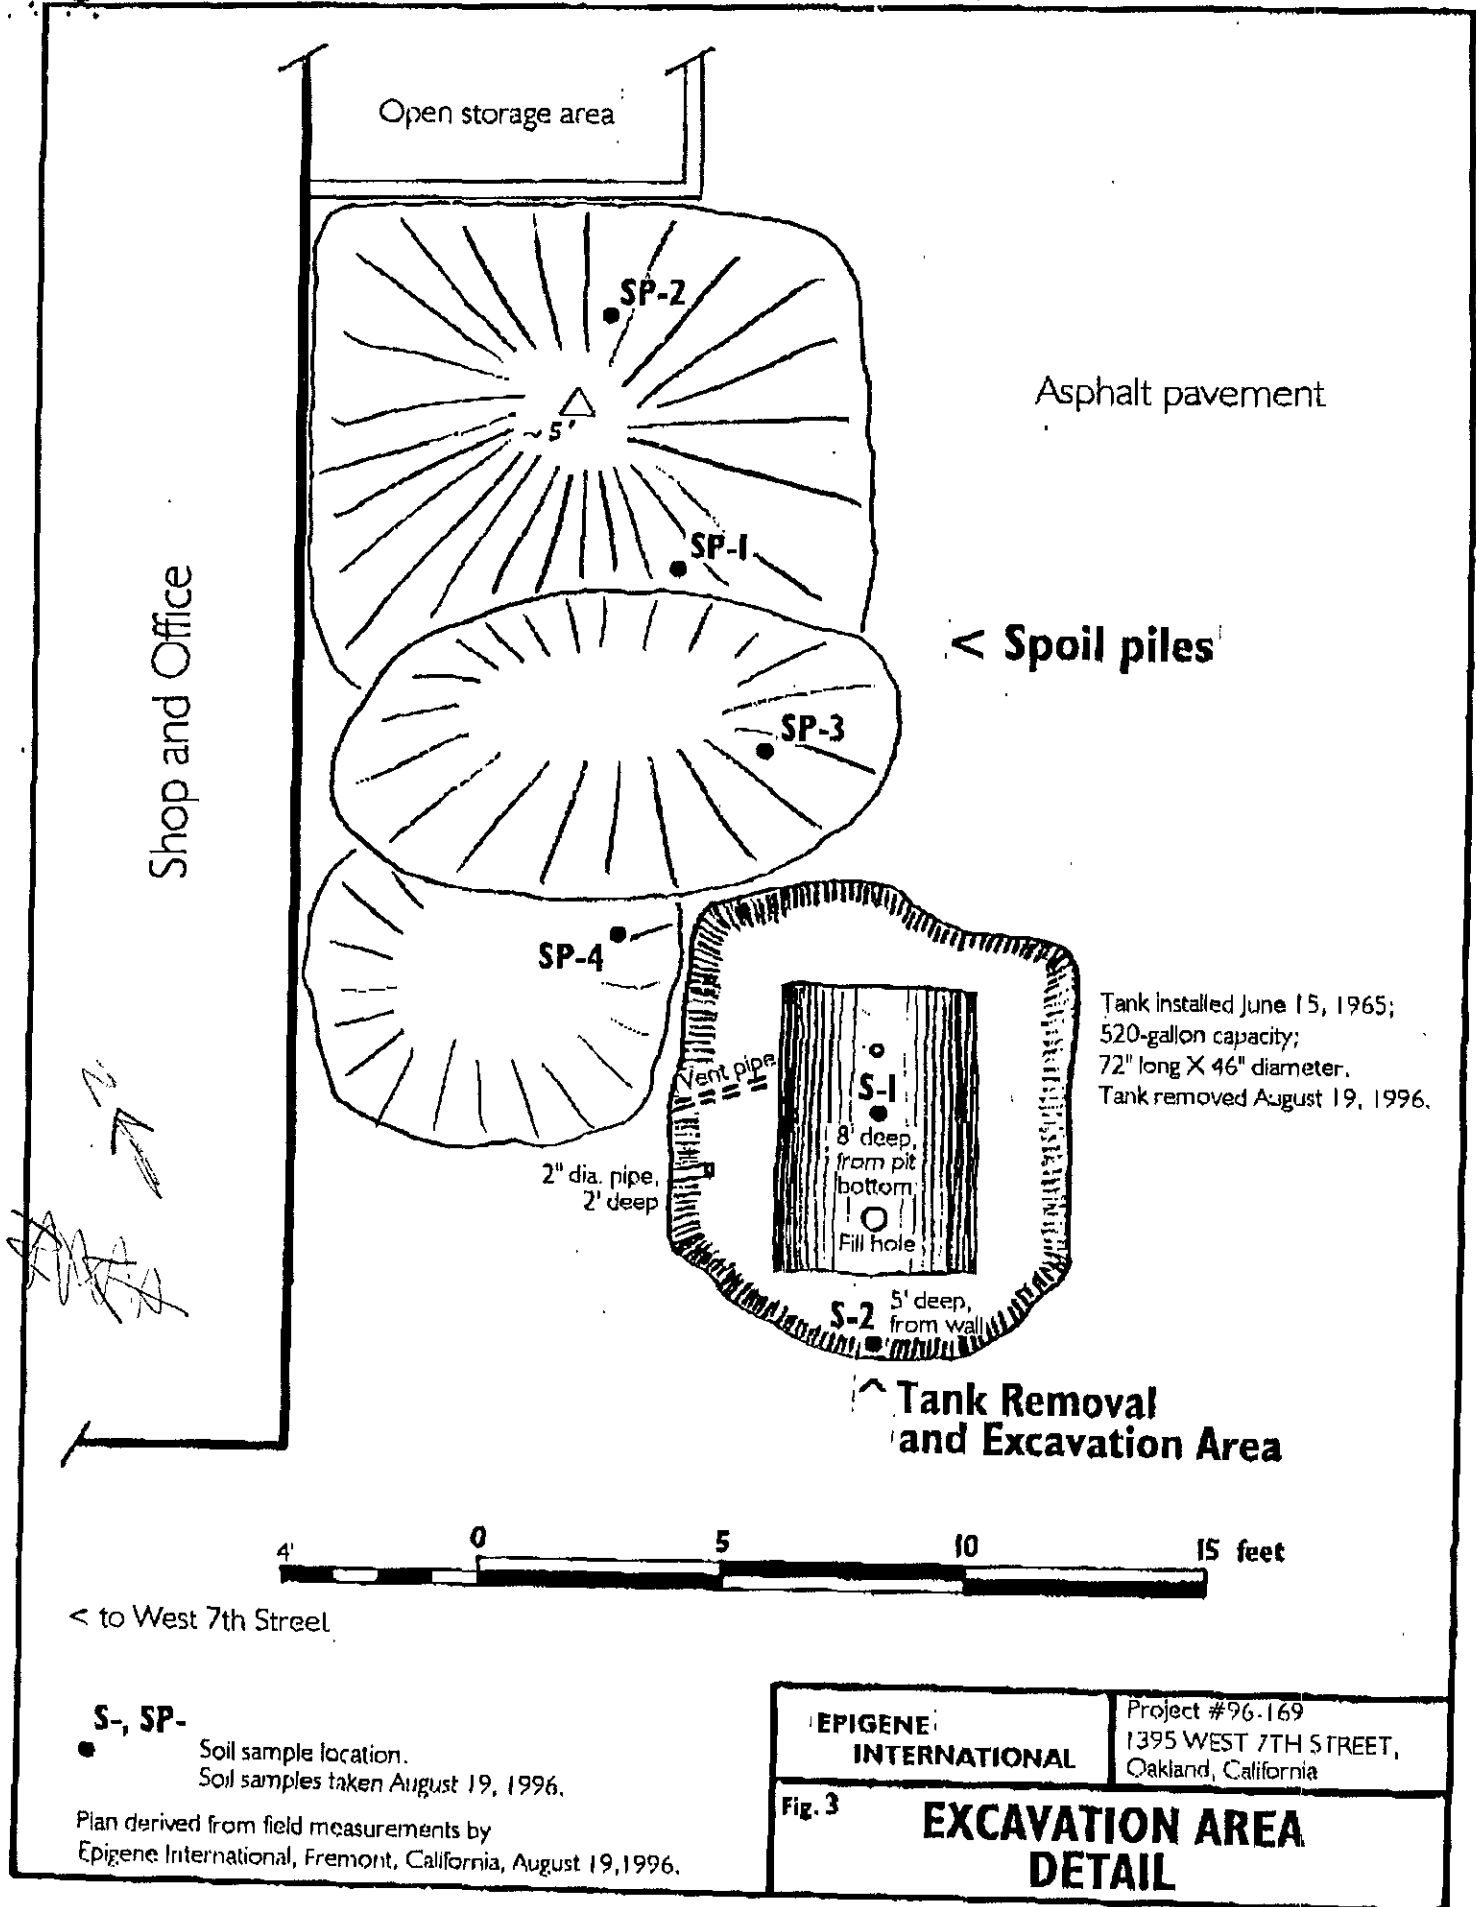 Open storage area
SP-2
Asphalt pavement
~ 5'
SP-1
Shop and Office
< Spoil piles
SP-3
SP-4
Tank installed June 15, 1965;
520-gallon capacity;
72" long X 46" diameter.
Tank removed August 19, 1996.
Vent pipe
S-1
8' deep,
from pit
bottom
2" dia. pipe,
2' deep
Fill hole
N
S-2
5' deep,
from wall
^ Tank Removal
and Excavation Area
4' 0 5 10 15 feet
< to West 7th Street
S-, SP-
Soil sample location.
Soil samples taken August 19, 1996.
Plan derived from field measurements by
Epigene International, Fremont, California, August 19,1996.
EPIGENE
INTERNATIONAL
Project #96-169
1395 WEST 7TH STREET,
Oakland, California
Fig. 3
EXCAVATION AREA
DETAIL